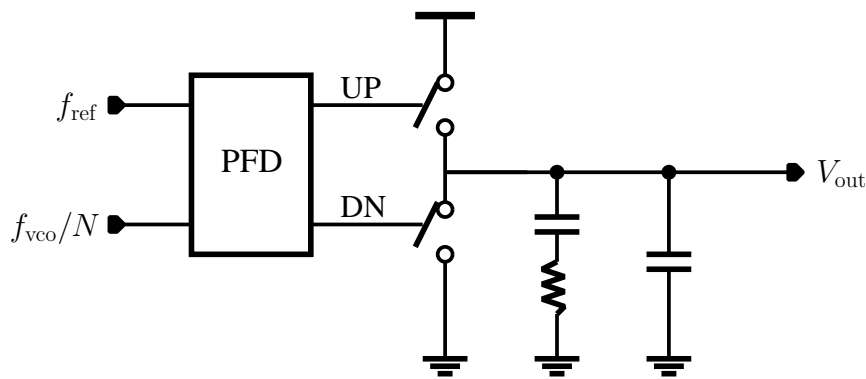 UP
f_ref
PFD
V_out
DN
f_vco/N